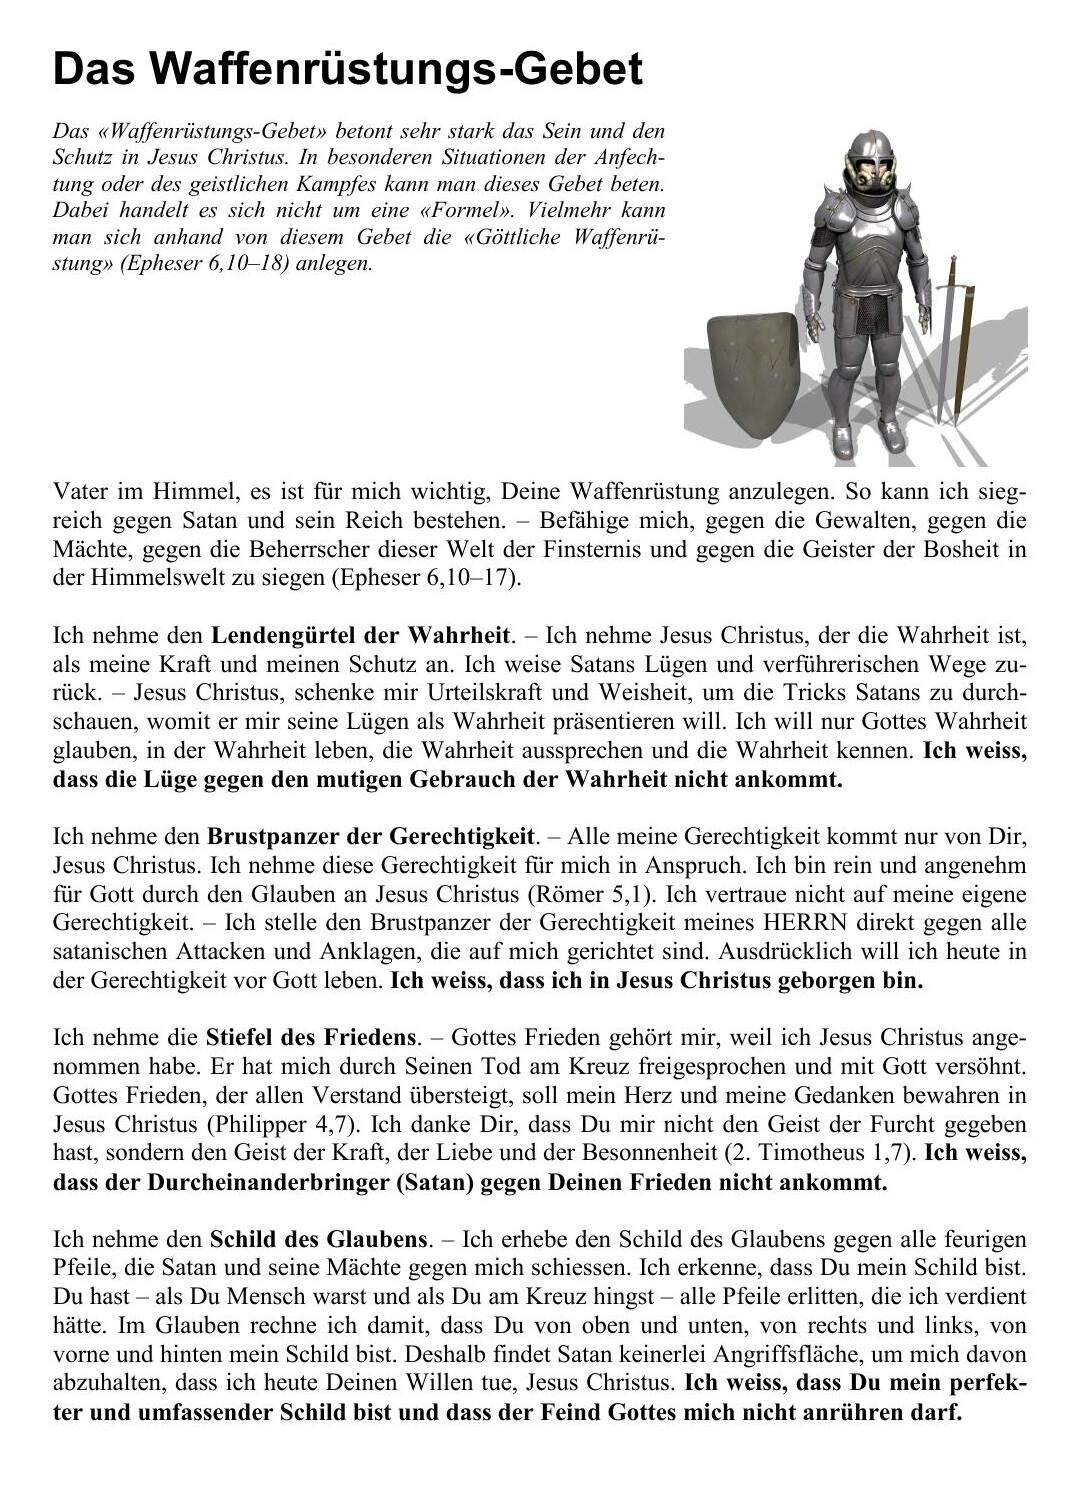 Das Waffenrüstungs-Gebet
Das «Waffenrüstungs-Gebet» betont sehr stark das Sein und den
Schutz in Jesus Christus. In besonderen Situationen der Anfech-
tung oder des geistlichen Kampfes kann man dieses Gebet beten.
Dabei handelt es sich nicht um eine «Formel». Vielmehr kann
man sich anhand von diesem Gebet die «Göttliche Waffenrü-
stung» (Epheser 6,10–18) anlegen.
Vater im Himmel, es ist für mich wichtig, Deine Waffenrüstung anzulegen. So kann ich sieg-
reich gegen Satan und sein Reich bestehen. – Befähige mich, gegen die Gewalten, gegen die
Mächte, gegen die Beherrscher dieser Welt der Finsternis und gegen die Geister der Bosheit in
der Himmelswelt zu siegen (Epheser 6,10–17).
Ich nehme den Lendengürtel der Wahrheit. – Ich nehme Jesus Christus, der die Wahrheit ist,
als meine Kraft und meinen Schutz an. Ich weise Satans Lügen und verführerischen Wege zu-
rück. – Jesus Christus, schenke mir Urteilskraft und Weisheit, um die Tricks Satans zu durch-
schauen, womit er mir seine Lügen als Wahrheit präsentieren will. Ich will nur Gottes Wahrheit
glauben, in der Wahrheit leben, die Wahrheit aussprechen und die Wahrheit kennen. Ich weiss,
dass die Lüge gegen den mutigen Gebrauch der Wahrheit nicht ankommt.
Ich nehme den Brustpanzer der Gerechtigkeit. – Alle meine Gerechtigkeit kommt nur von Dir,
Jesus Christus. Ich nehme diese Gerechtigkeit für mich in Anspruch. Ich bin rein und angenehm
für Gott durch den Glauben an Jesus Christus (Römer 5,1). Ich vertraue nicht auf meine eigene
Gerechtigkeit. – Ich stelle den Brustpanzer der Gerechtigkeit meines HERRN direkt gegen alle
satanischen Attacken und Anklagen, die auf mich gerichtet sind. Ausdrücklich will ich heute in
der Gerechtigkeit vor Gott leben. Ich weiss, dass ich in Jesus Christus geborgen bin.
Ich nehme die Stiefel des Friedens. – Gottes Frieden gehört mir, weil ich Jesus Christus ange-
nommen habe. Er hat mich durch Seinen Tod am Kreuz freigesprochen und mit Gott versöhnt.
Gottes Frieden, der allen Verstand übersteigt, soll mein Herz und meine Gedanken bewahren in
Jesus Christus (Philipper 4,7). Ich danke Dir, dass Du mir nicht den Geist der Furcht gegeben
hast, sondern den Geist der Kraft, der Liebe und der Besonnenheit (2. Timotheus 1,7). Ich weiss,
dass der Durcheinanderbringer (Satan) gegen Deinen Frieden nicht ankommt.
Ich nehme den Schild des Glaubens. – Ich erhebe den Schild des Glaubens gegen alle feurigen
Pfeile, die Satan und seine Mächte gegen mich schiessen. Ich erkenne, dass Du mein Schild bist.
Du hast – als Du Mensch warst und als Du am Kreuz hingst – alle Pfeile erlitten, die ich verdient
hätte. Im Glauben rechne ich damit, dass Du von oben und unten, von rechts und links, von
vorne und hinten mein Schild bist. Deshalb findet Satan keinerlei Angriffsfläche, um mich davon
abzuhalten, dass ich heute Deinen Willen tue, Jesus Christus. Ich weiss, dass Du mein perfek-
ter und umfassender Schild bist und dass der Feind Gottes mich nicht anrühren darf.